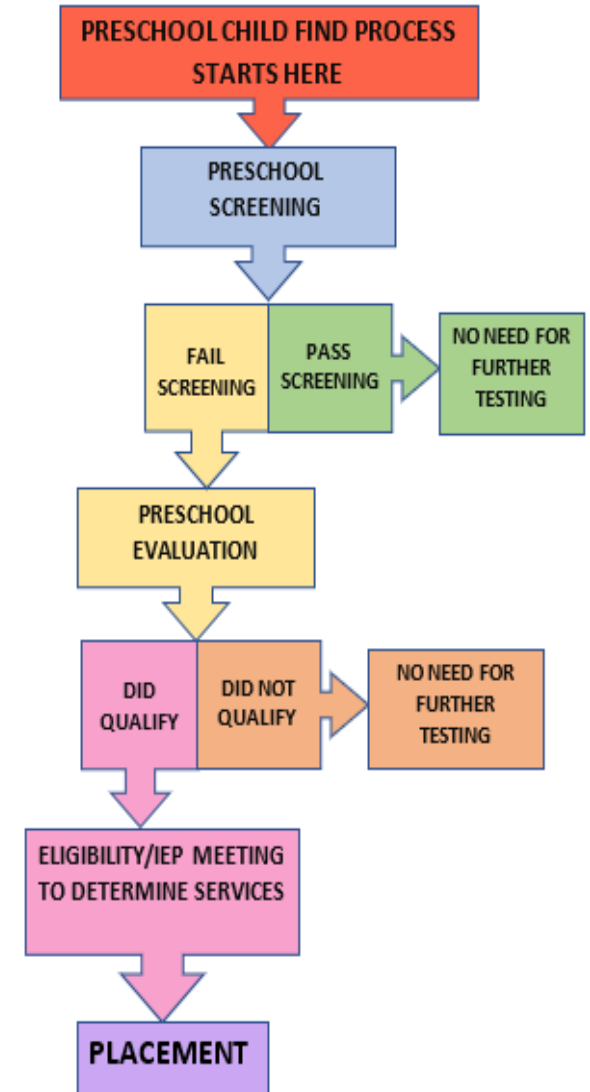 PRESCHOOL CHILD FIND PROCESS
STARTS HERE
PRESCHOOL
SCREENING
FAIL
SCREENING
PASS
SCREENING
NO NEED FOR
FURTHER
TESTING
PRESCHOOL
EVALUATION
DID
QUALIFY
DID NOT
QUALIFY
NO NEED FOR
FURTHER
TESTING
ELIGIBILITY/IEP MEETING
TO DETERMINE SERVICES
PLACEMENT